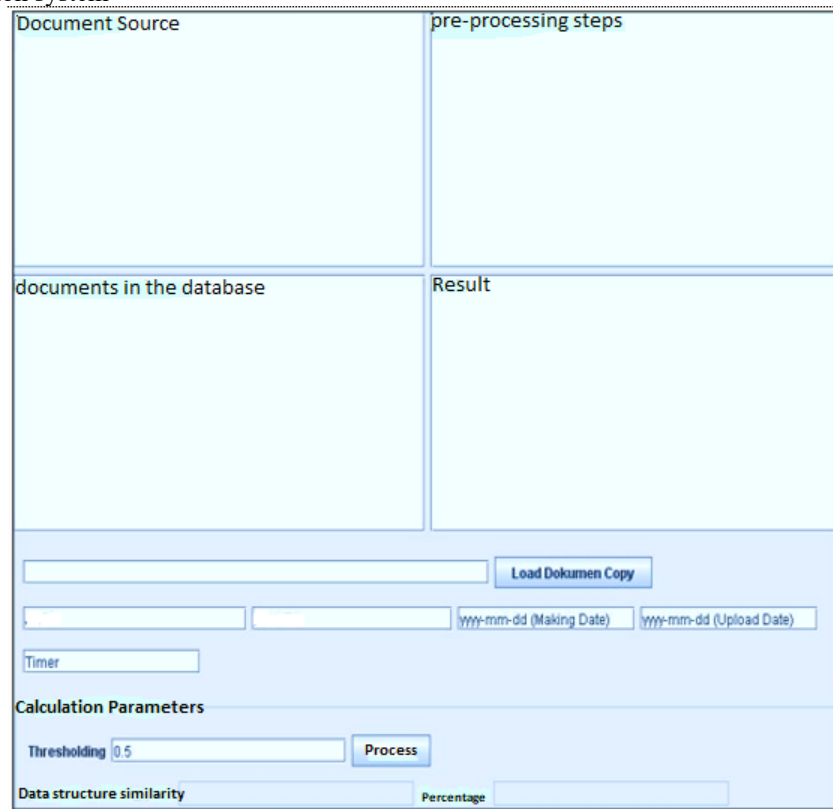 Document Source
pre-processing steps
documents in the database
Result
Load Dokumen Copy
yyyy-mm-dd (Making Date) yyyy-mm-dd (Upload Date)
Timer
Calculation Parameters
Thresholding 0.5 Process
Data structure similarity Percentage